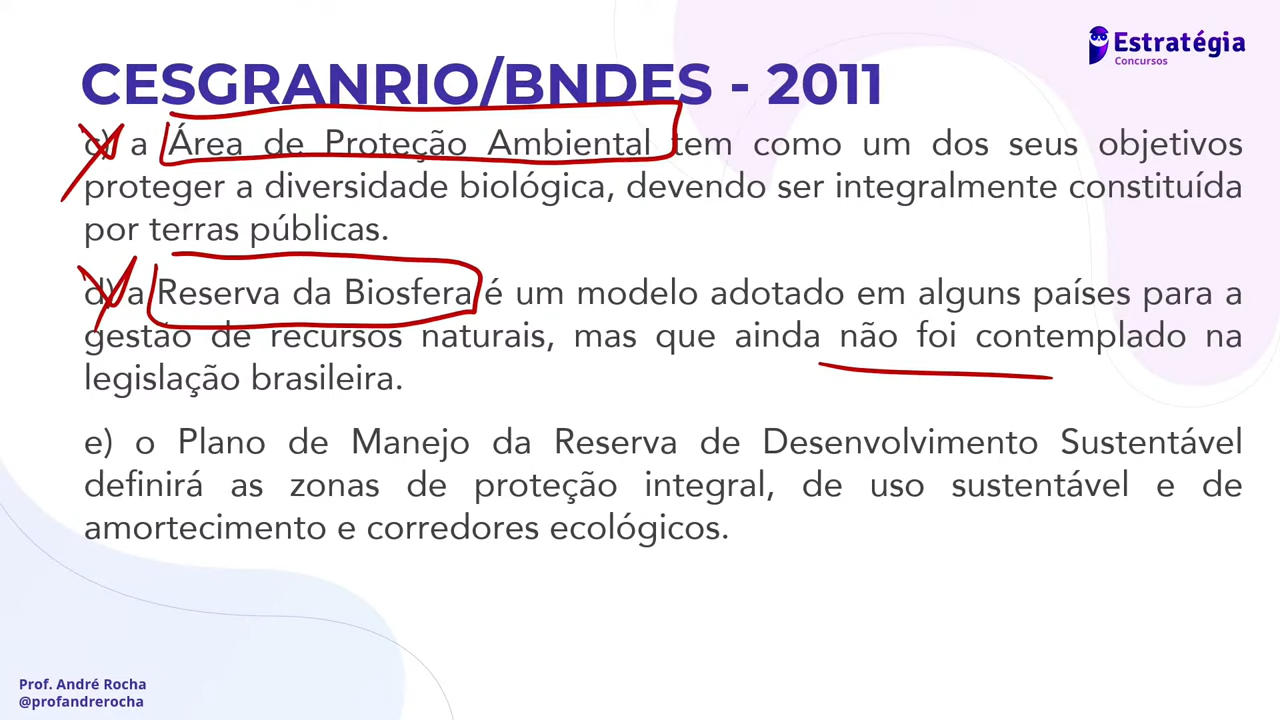 Estratégia
Concursos
CESGRANRIO/BNDES - 2011
c) a Área de Proteção Ambiental tem como um dos seus objetivos
proteger a diversidade biológica, devendo ser integralmente constituída
por terras públicas.
d) a Reserva da Biosfera é um modelo adotado em alguns países para a
gestão de recursos naturais, mas que ainda não foi contemplado na
legislação brasileira.
e) o Plano de Manejo da Reserva de Desenvolvimento Sustentável
definirá as zonas de proteção integral, de uso sustentável e de
amortecimento e corredores ecológicos.
Prof. André Rocha
@profandrerocha